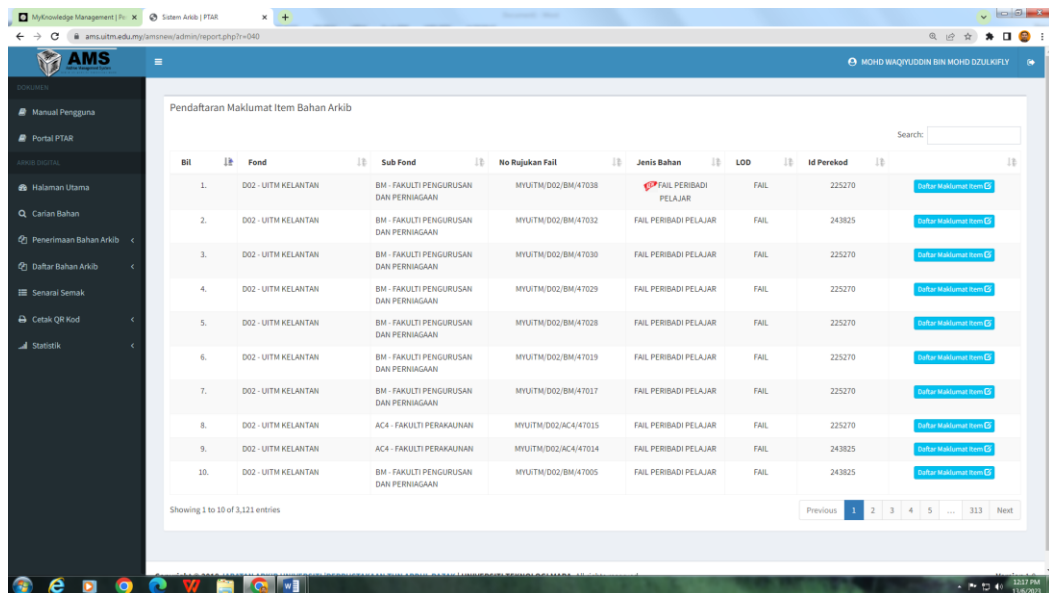 MyKnowledge Management | Pe
Sistem Arkib | PTAR
ams.uitm.edu.my/amsnew/admin/report.php?r=040
AMS
MOHD WAQIYUDDIN BIN MOHD DZULKIFLY
DOKUMEN
Manual Pengguna
Portal PTAR
ARKIB DIGITAL
Halaman Utama
Carian Bahan
Penerimaan Bahan Arkib
Daftar Bahan Arkib
Senarai Semak
Cetak QR Kod
Statistik
Pendaftaran Maklumat Item Bahan Arkib
Search:
Bil Fond Sub Fond No Rujukan Fail Jenis Bahan LOD Id Perekod
1. D02 - UITM KELANTAN BM - FAKULTI PENGURUSAN DAN PERNIAGAAN MYUiTM/D02/BM/47038 FAIL PERIBADI PELAJAR FAIL 225270 Daftar Maklumat Item
2. D02 - UITM KELANTAN BM - FAKULTI PENGURUSAN DAN PERNIAGAAN MYUiTM/D02/BM/47032 FAIL PERIBADI PELAJAR FAIL 243825 Daftar Maklumat Item
3. D02 - UITM KELANTAN BM - FAKULTI PENGURUSAN DAN PERNIAGAAN MYUiTM/D02/BM/47030 FAIL PERIBADI PELAJAR FAIL 225270 Daftar Maklumat Item
4. D02 - UITM KELANTAN BM - FAKULTI PENGURUSAN DAN PERNIAGAAN MYUiTM/D02/BM/47029 FAIL PERIBADI PELAJAR FAIL 225270 Daftar Maklumat Item
5. D02 - UITM KELANTAN BM - FAKULTI PENGURUSAN DAN PERNIAGAAN MYUiTM/D02/BM/47028 FAIL PERIBADI PELAJAR FAIL 225270 Daftar Maklumat Item
6. D02 - UITM KELANTAN BM - FAKULTI PENGURUSAN DAN PERNIAGAAN MYUiTM/D02/BM/47019 FAIL PERIBADI PELAJAR FAIL 225270 Daftar Maklumat Item
7. D02 - UITM KELANTAN BM - FAKULTI PENGURUSAN DAN PERNIAGAAN MYUiTM/D02/BM/47017 FAIL PERIBADI PELAJAR FAIL 225270 Daftar Maklumat Item
8. D02 - UITM KELANTAN AC4 - FAKULTI PERAKAUNAN MYUiTM/D02/AC4/47015 FAIL PERIBADI PELAJAR FAIL 225270 Daftar Maklumat Item
9. D02 - UITM KELANTAN AC4 - FAKULTI PERAKAUNAN MYUiTM/D02/AC4/47014 FAIL PERIBADI PELAJAR FAIL 243825 Daftar Maklumat Item
10. D02 - UITM KELANTAN BM - FAKULTI PENGURUSAN DAN PERNIAGAAN MYUiTM/D02/BM/47005 FAIL PERIBADI PELAJAR FAIL 243825 Daftar Maklumat Item
Showing 1 to 10 of 3,121 entries
Previous 1 2 3 4 5 ... 313 Next
12:17 PM
13/6/2023